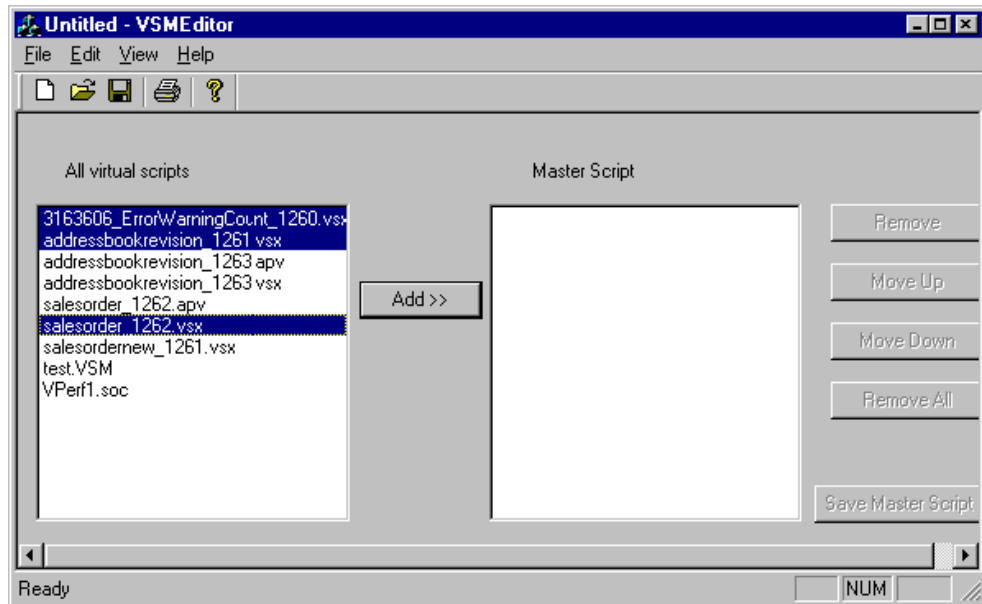 Untitled - VSMEditor
File Edit View Help
All virtual scripts
Master Script
3163606_ErrorWarningCount_1260.vsx
addressbookrevision_1261 vsx
addressbookrevision_1263 apv
addressbookrevision_1263 vsx
salesorder_1262.apv
salesorder_1262.vsx
salesordernew_1261.vsx
test.VSM
VPerf1.soc
Add >>
Remove
Move Up
Move Down
Remove All
Save Master Script
Ready
NUM